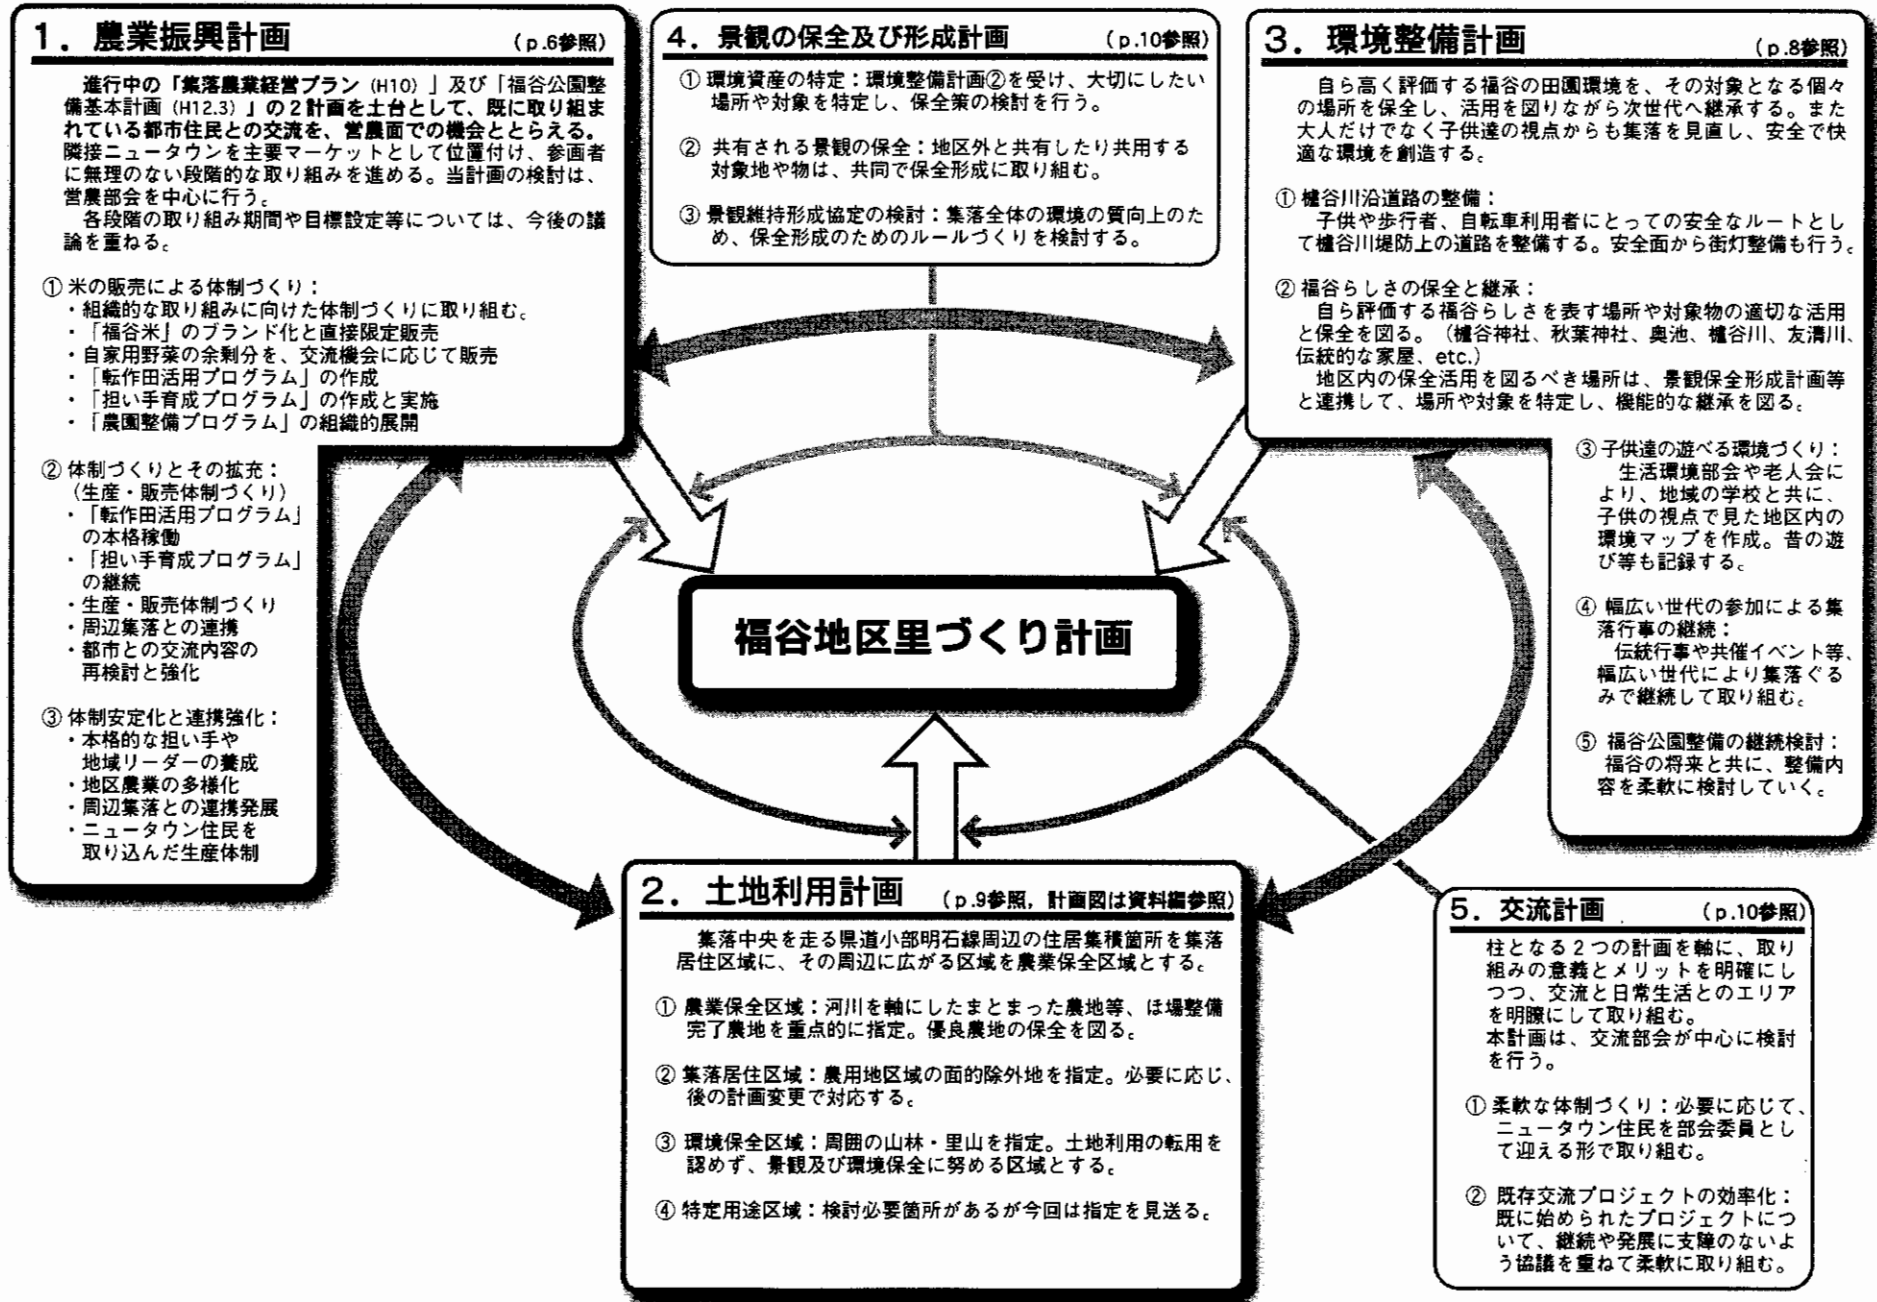 1．農業振興計画 (p.6参照)
進行中の「集落農業経営プラン (H10) 」及び「福谷公園整
備基本計画 (H12.3) 」の２計画を土台として、既に取り組ま
れている都市住民との交流を、営農面での機会ととらえる。
隣接ニュータウンを主要マーケットとして位置付け、参画者
に無理のない段階的な取り組みを進める。当計画の検討は、
営農部会を中心に行う。
各段階の取り組み期間や目標設定等については、今後の議
論を重ねる。
① 米の販売による体制づくり：
・組織的な取り組みに向けた体制づくりに取り組む。
・「福谷米」のブランド化と直接限定販売
・自家用野菜の余剰分を、交流機会に応じて販売
・「転作田活用プログラム」の作成
・「担い手育成プログラム」の作成と実施
・「農園整備プログラム」の組織的展開
② 体制づくりとその拡充：
（生産・販売体制づくり）
・「転作田活用プログラム」
の本格稼働
・「担い手育成プログラム」
の継続
・生産・販売体制づくり
・周辺集落との連携
・都市との交流内容の
再検討と強化
③ 体制安定化と連携強化：
・本格的な担い手や
地域リーダーの養成
・地区農業の多様化
・周辺集落との連携発展
・ニュータウン住民を
取り込んだ生産体制
4．景観の保全及び形成計画 (p.10参照)
① 環境資産の特定：環境整備計画②を受け、大切にしたい
場所や対象を特定し、保全策の検討を行う。
② 共有される景観の保全：地区外と共有したり共用する
対象地や物は、共同で保全形成に取り組む。
③ 景観維持形成協定の検討：集落全体の環境の質向上のた
め、保全形成のためのルールづくりを検討する。
3．環境整備計画 (p.8参照)
自ら高く評価する福谷の田園環境を、その対象となる個々
の場所を保全し、活用を図りながら次世代へ継承する。また
大人だけでなく子供達の視点からも集落を見直し、安全で快
適な環境を創造する。
① 樨谷川沿道路の整備：
子供や歩行者、自転車利用者にとっての安全なルートとし
て樨谷川堤防上の道路を整備する。安全面から街灯整備も行う。
② 福谷らしさの保全と継承：
自ら評価する福谷らしさを表す場所や対象物の適切な活用
と保全を図る。（樨谷神社、秋葉神社、奥池、樨谷川、友清川、
伝統的な家屋、etc.）
地区内の保全活用を図るべき場所は、景観保全形成計画等
と連携して、場所や対象を特定し、機能的な継承を図る。
③ 子供達の遊べる環境づくり：
生活環境部会や老人会に
より、地域の学校と共に、
子供の視点で見た地区内の
環境マップを作成。昔の遊
び等も記録する。
④ 幅広い世代の参加による集
落行事の継続：
伝統行事や共催イベント等、
幅広い世代により集落ぐる
みで継続して取り組む。
⑤ 福谷公園整備の継続検討：
福谷の将来と共に、整備内
容を柔軟に検討していく。
福谷地区里づくり計画
2．土地利用計画 (p.9参照，計画図は資料編参照)
集落中央を走る県道小部明石線周辺の住居集積箇所を集落
居住区域に、その周辺に広がる区域を農業保全区域とする。
① 農業保全区域：河川を軸にしたまとまった農地等、ほ場整備
完了農地を重点的に指定。優良農地の保全を図る。
② 集落居住区域：農用地区域の面的除外地を指定。必要に応じ、
後の計画変更で対応する。
③ 環境保全区域：周囲の山林・里山を指定。土地利用の転用を
認めず、景観及び環境保全に努める区域とする。
④ 特定用途区域：検討必要箇所があるが今回は指定を見送る。
5．交流計画 (p.10参照)
柱となる２つの計画を軸に、取り
組みの意義とメリットを明確にし
つつ、交流と日常生活とのエリア
を明瞭にして取り組む。
本計画は、交流部会が中心に検討
を行う。
① 柔軟な体制づくり：必要に応じて、
ニュータウン住民を部会委員とし
て迎える形で取り組む。
② 既存交流プロジェクトの効率化：
既に始められたプロジェクトにつ
いて、継続や発展に支障のないよ
う協議を重ねて柔軟に取り組む。